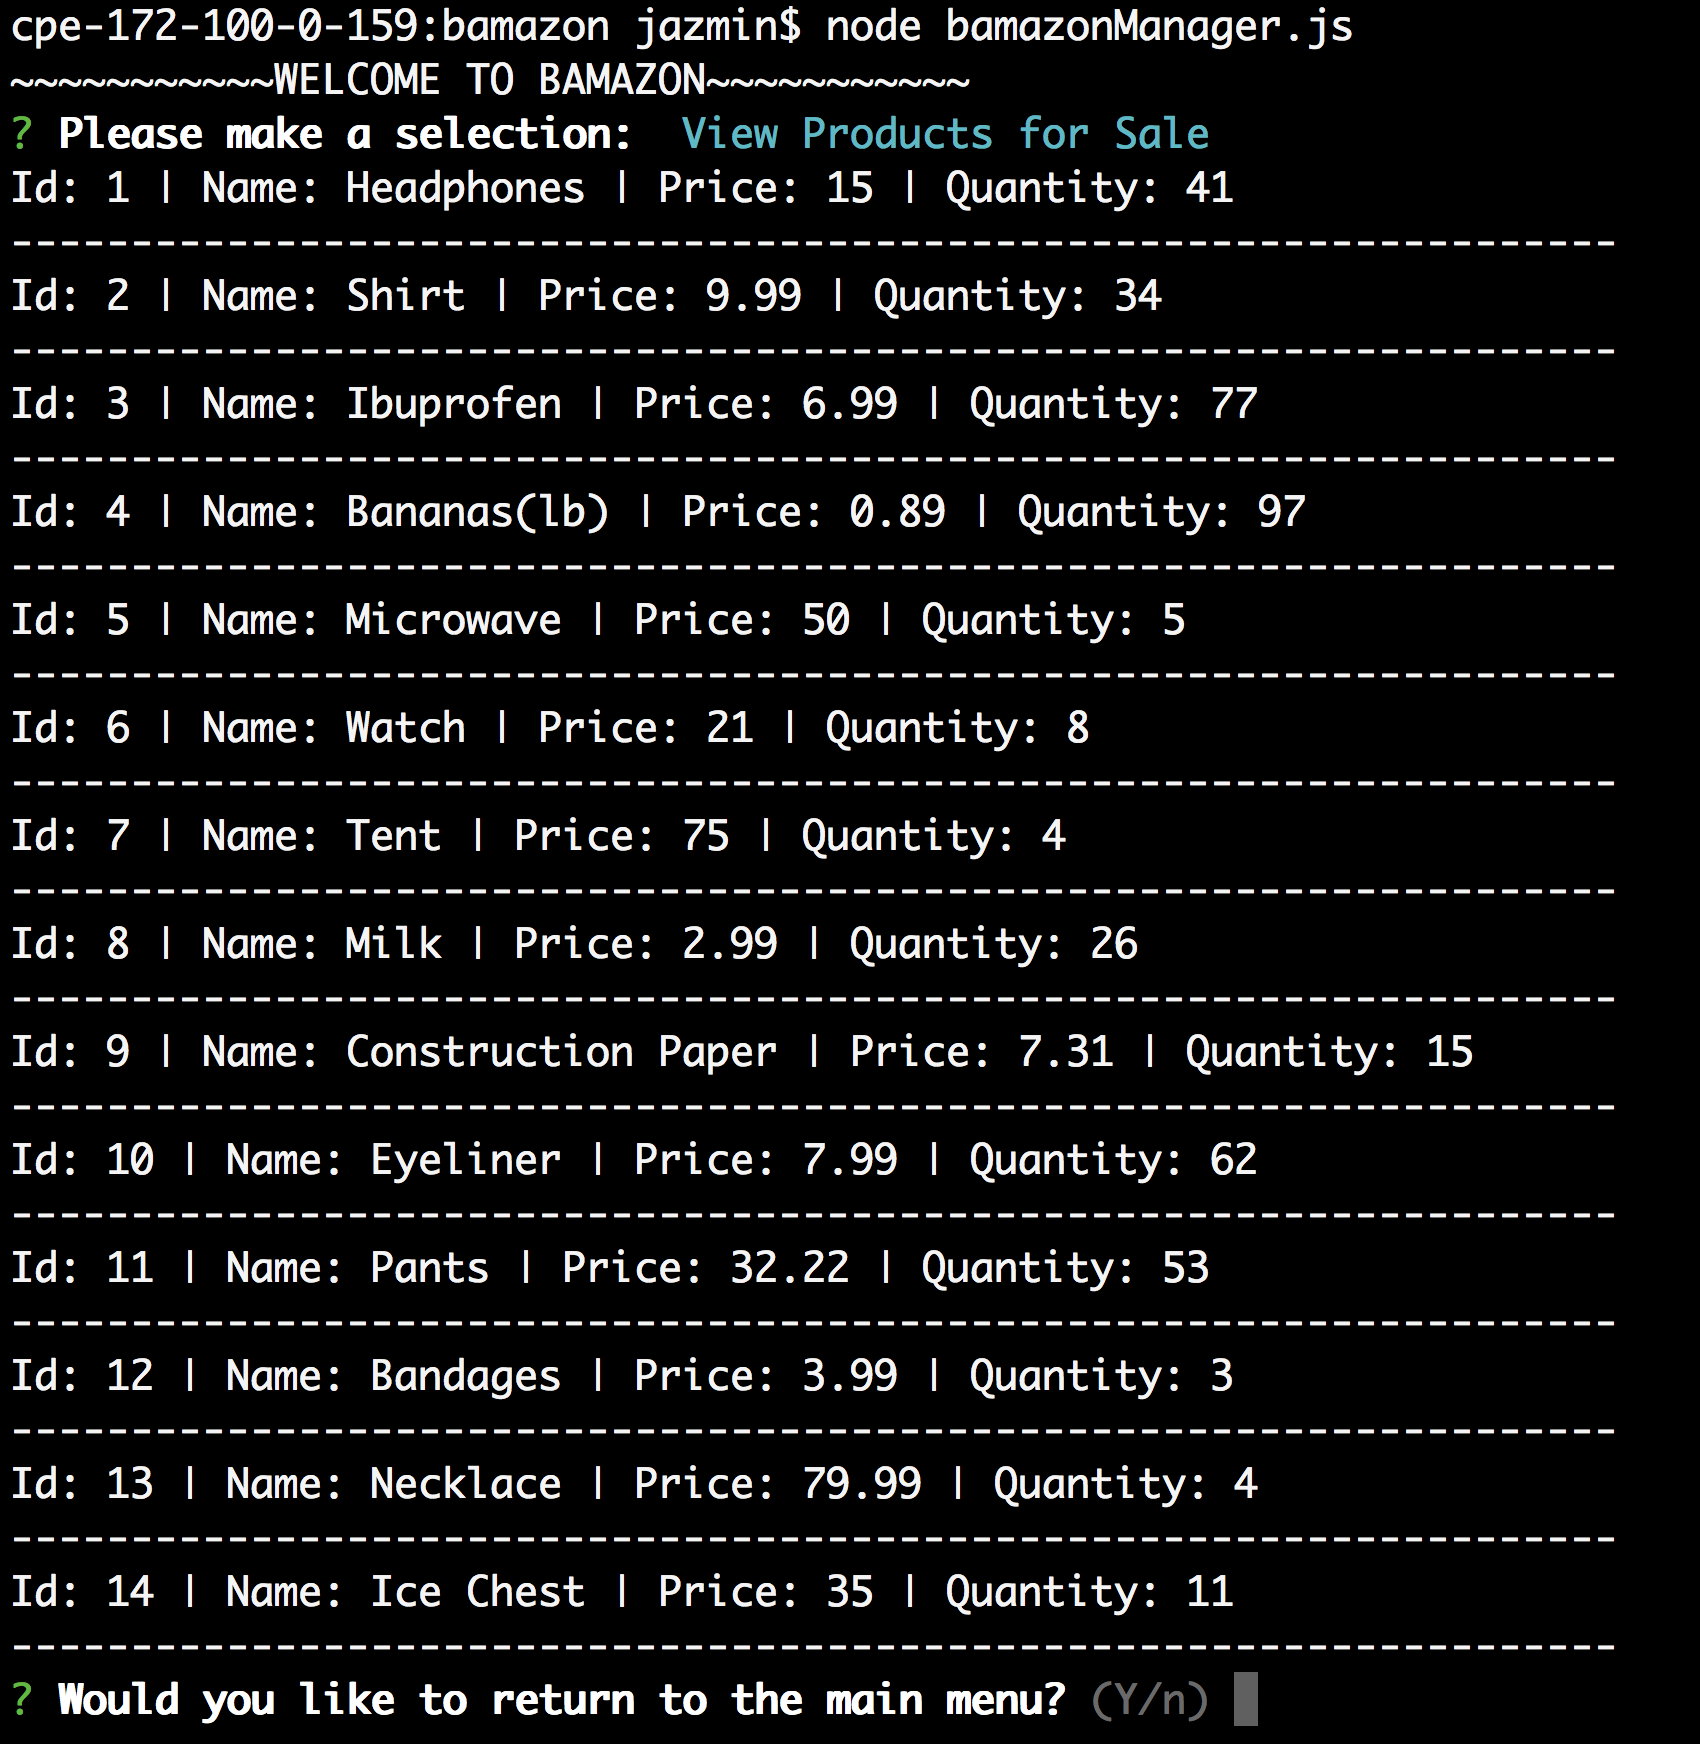 cpe-172-100-0-159:bamazon jazmin$ node bamazonManager.js
~~~~~~~~~~~WELCOME TO BAMAZON~~~~~~~~~~~
? Please make a selection:  View Products for Sale
Id: 1 | Name: Headphones | Price: 15 | Quantity: 41
-------------------------------------------------------------------
Id: 2 | Name: Shirt | Price: 9.99 | Quantity: 34
-------------------------------------------------------------------
Id: 3 | Name: Ibuprofen | Price: 6.99 | Quantity: 77
-------------------------------------------------------------------
Id: 4 | Name: Bananas(lb) | Price: 0.89 | Quantity: 97
-------------------------------------------------------------------
Id: 5 | Name: Microwave | Price: 50 | Quantity: 5
-------------------------------------------------------------------
Id: 6 | Name: Watch | Price: 21 | Quantity: 8
-------------------------------------------------------------------
Id: 7 | Name: Tent | Price: 75 | Quantity: 4
-------------------------------------------------------------------
Id: 8 | Name: Milk | Price: 2.99 | Quantity: 26
-------------------------------------------------------------------
Id: 9 | Name: Construction Paper | Price: 7.31 | Quantity: 15
-------------------------------------------------------------------
Id: 10 | Name: Eyeliner | Price: 7.99 | Quantity: 62
-------------------------------------------------------------------
Id: 11 | Name: Pants | Price: 32.22 | Quantity: 53
-------------------------------------------------------------------
Id: 12 | Name: Bandages | Price: 3.99 | Quantity: 3
-------------------------------------------------------------------
Id: 13 | Name: Necklace | Price: 79.99 | Quantity: 4
-------------------------------------------------------------------
Id: 14 | Name: Ice Chest | Price: 35 | Quantity: 11
-------------------------------------------------------------------
? Would you like to return to the main menu? (Y/n)